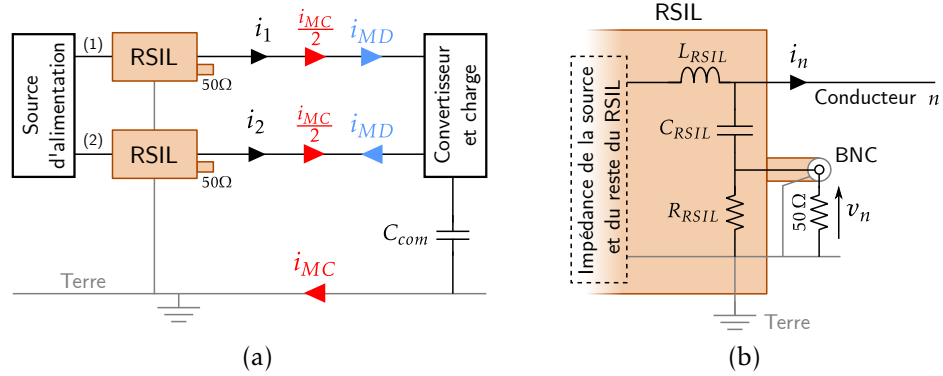 Source
d'alimentation
(1)
RSIL
50Ω
i1
iMC/2
iMD
Convertisseur
et charge
(2)
RSIL
50Ω
i2
iMC/2
iMD
Ccom
iMC
Terre
(a)
RSIL
Impédance de la source
et du reste du RSIL
LRSIL
in
Conducteur n
CRSIL
BNC
RRSIL
50Ω
vn
Terre
(b)